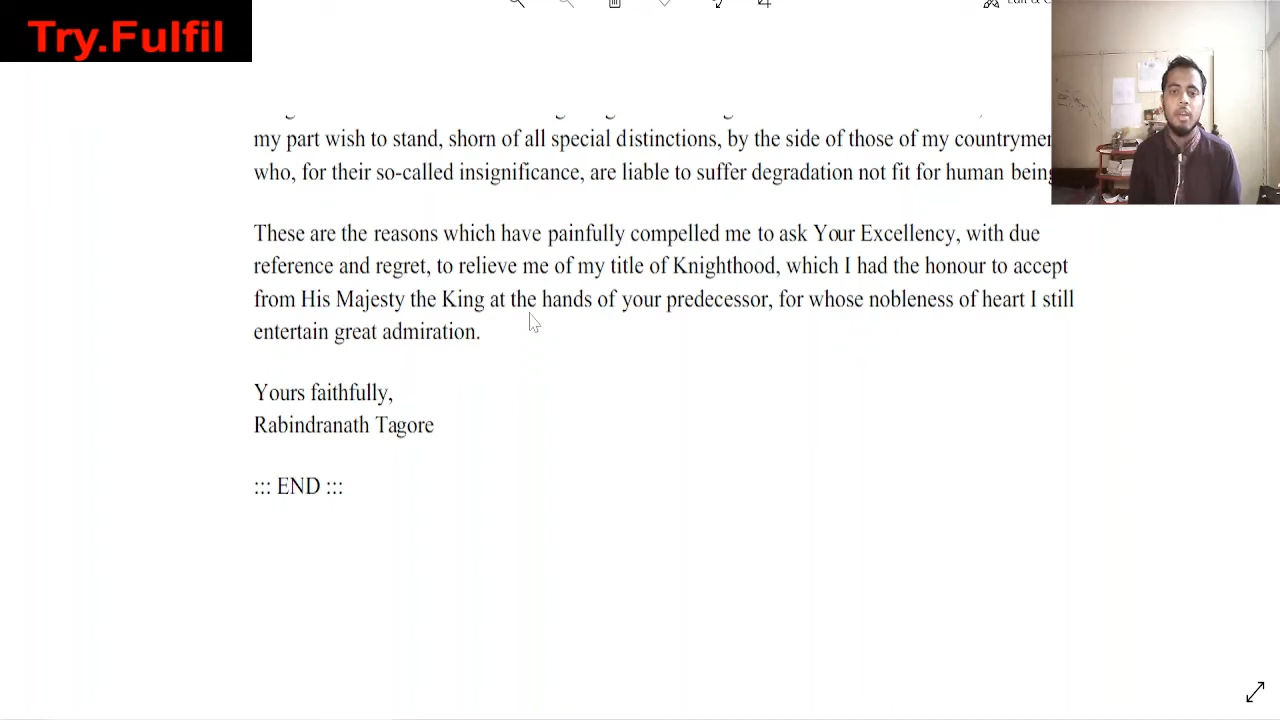 Try.Fulfil
my part wish to stand, shorn of all special distinctions, by the side of those of my countrymen
who, for their so-called insignificance, are liable to suffer degradation not fit for human being
These are the reasons which have painfully compelled me to ask Your Excellency, with due
reference and regret, to relieve me of my title of Knighthood, which I had the honour to accept
from His Majesty the King at the hands of your predecessor, for whose nobleness of heart I still
entertain great admiration.
Yours faithfully,
Rabindranath Tagore
::: END :::